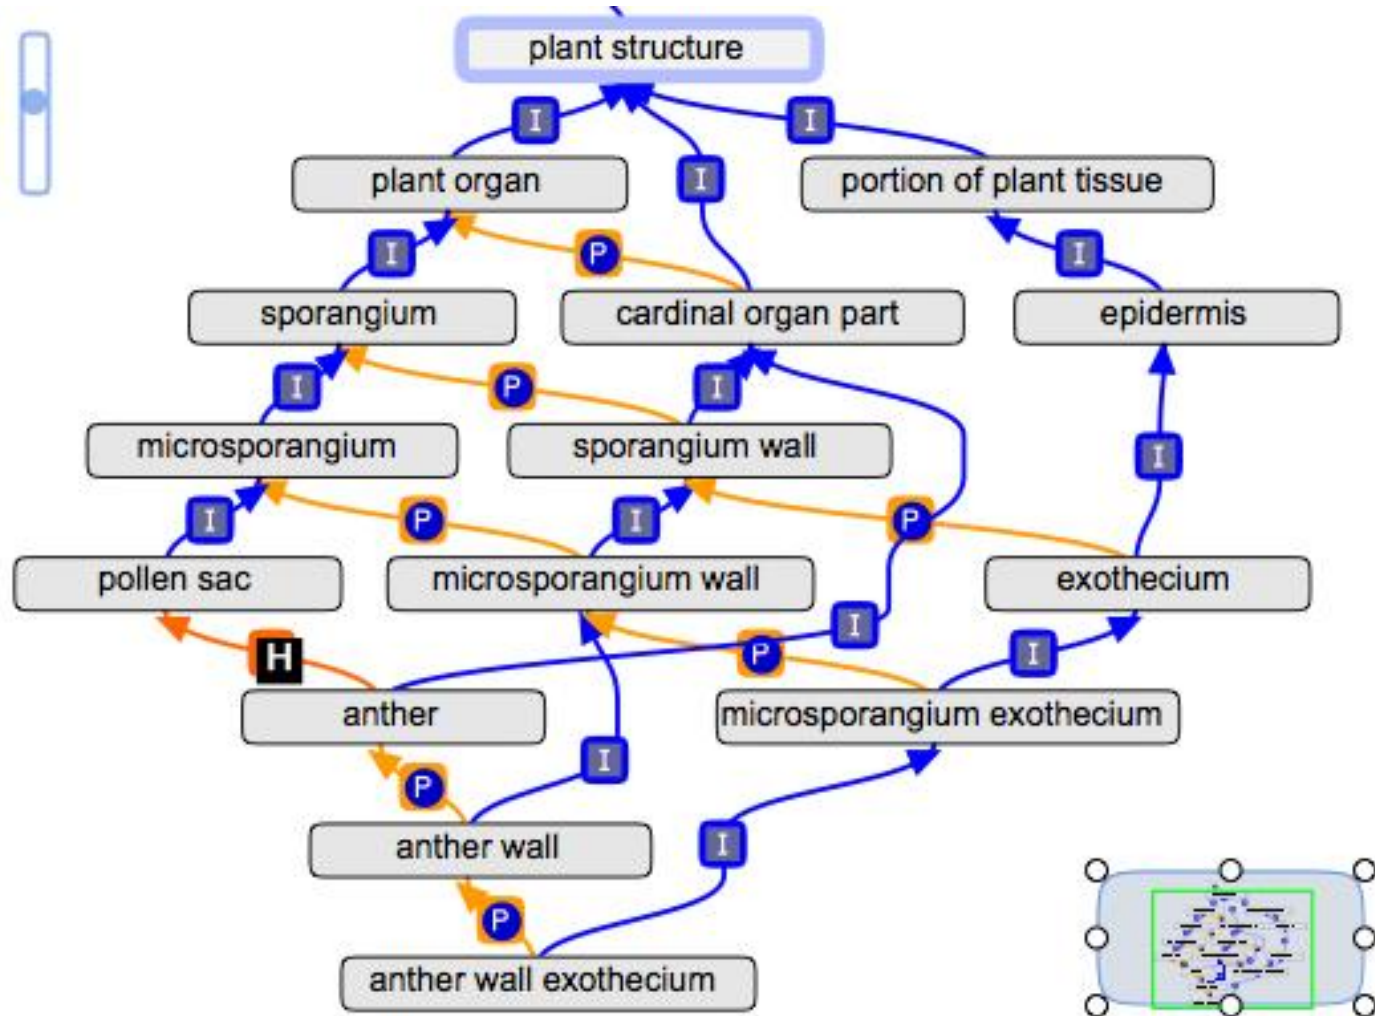 plant structure
I
I
plant organ
I
portion of plant tissue
I
P
I
sporangium
cardinal organ part
epidermis
I
P
I
microsporangium
sporangium wall
I
I
P
I
P
pollen sac
microsporangium wall
exothecium
H
I
P
I
anther
microsporangium exothecium
P
I
anther wall
I
P
anther wall exothecium